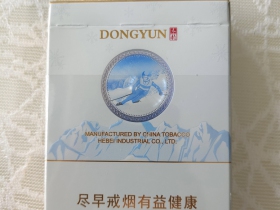 DONGYUN
MANUFACTURED BY CHINA TOBACCO
HEBEI INDUSTRIAL CO., LTD.
尽早戒烟有益健康